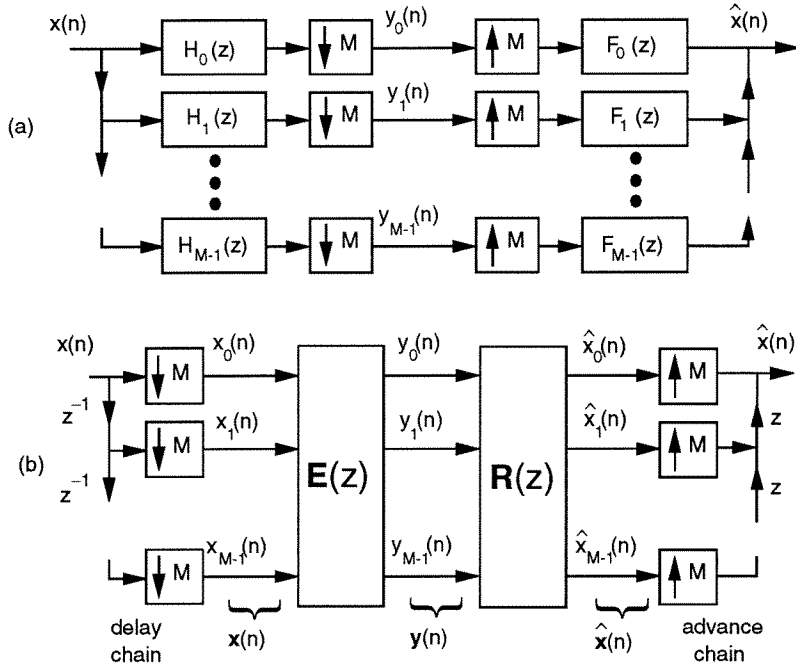 x(n) H₀(z) M y₀(n) M F₀(z) x̂(n)
(a) H₁(z) M y₁(n) M F₁(z)
H_{M-1}(z) M y_{M-1}(n) M F_{M-1}(z)
x(n) M x₀(n) y₀(n) x̂₀(n) M x̂(n)
z⁻¹ z
M x₁(n) y₁(n) x̂₁(n) M
(b) z⁻¹ E(z) R(z) z
M x_{M-1}(n) y_{M-1}(n) x̂_{M-1}(n) M
delay x(n) y(n) x̂(n) advance
chain chain